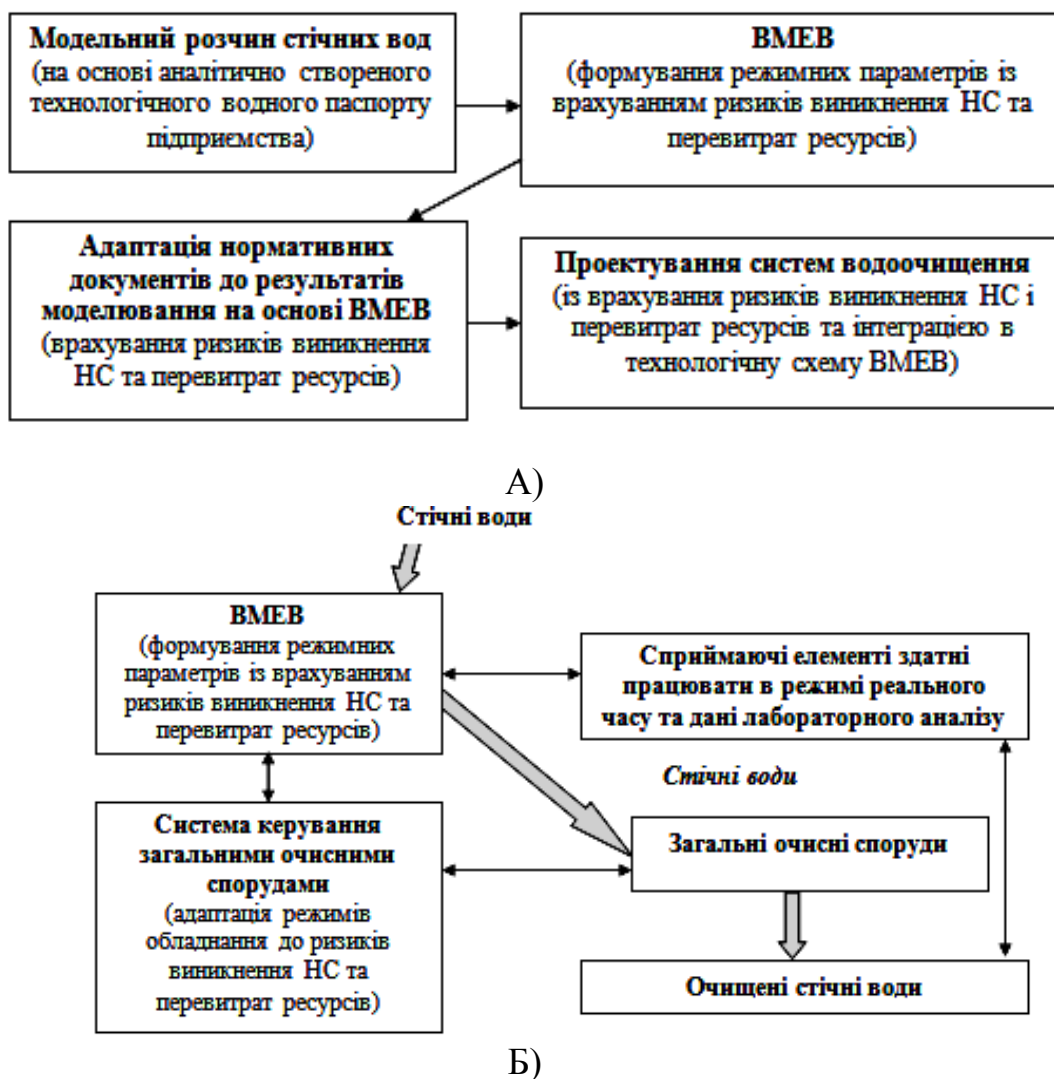 Модельний розчин стічних вод
(на основі аналітично створеного
технологічного водного паспорту
підприємства)
ВМЕВ
(формування режимних параметрів із
врахуванням ризиків виникнення НС та
перевитрат ресурсів)
Адаптація нормативних
документів до результатів
моделювання на основі ВМЕВ
(врахування ризиків виникнення
НС та перевитрат ресурсів)
Проектування систем водоочищення
(із врахування ризиків виникнення НС і
перевитрат ресурсів та інтеграцією в
технологічну схему ВМЕВ)
А)
Стічні води
ВМЕВ
(формування режимних
параметрів із врахуванням
ризиків виникнення НС та
перевитрат ресурсів)
Сприймаючі елементі здатні
працювати в режимі реального
часу та дані лабораторного аналізу
Стічні води
Система керування
загальними очисними
спорудами
(адаптація режимів
обладнання до ризиків
виникнення НС та
перевитрат ресурсів)
Загальні очисні споруди
Очищені стічні води
Б)